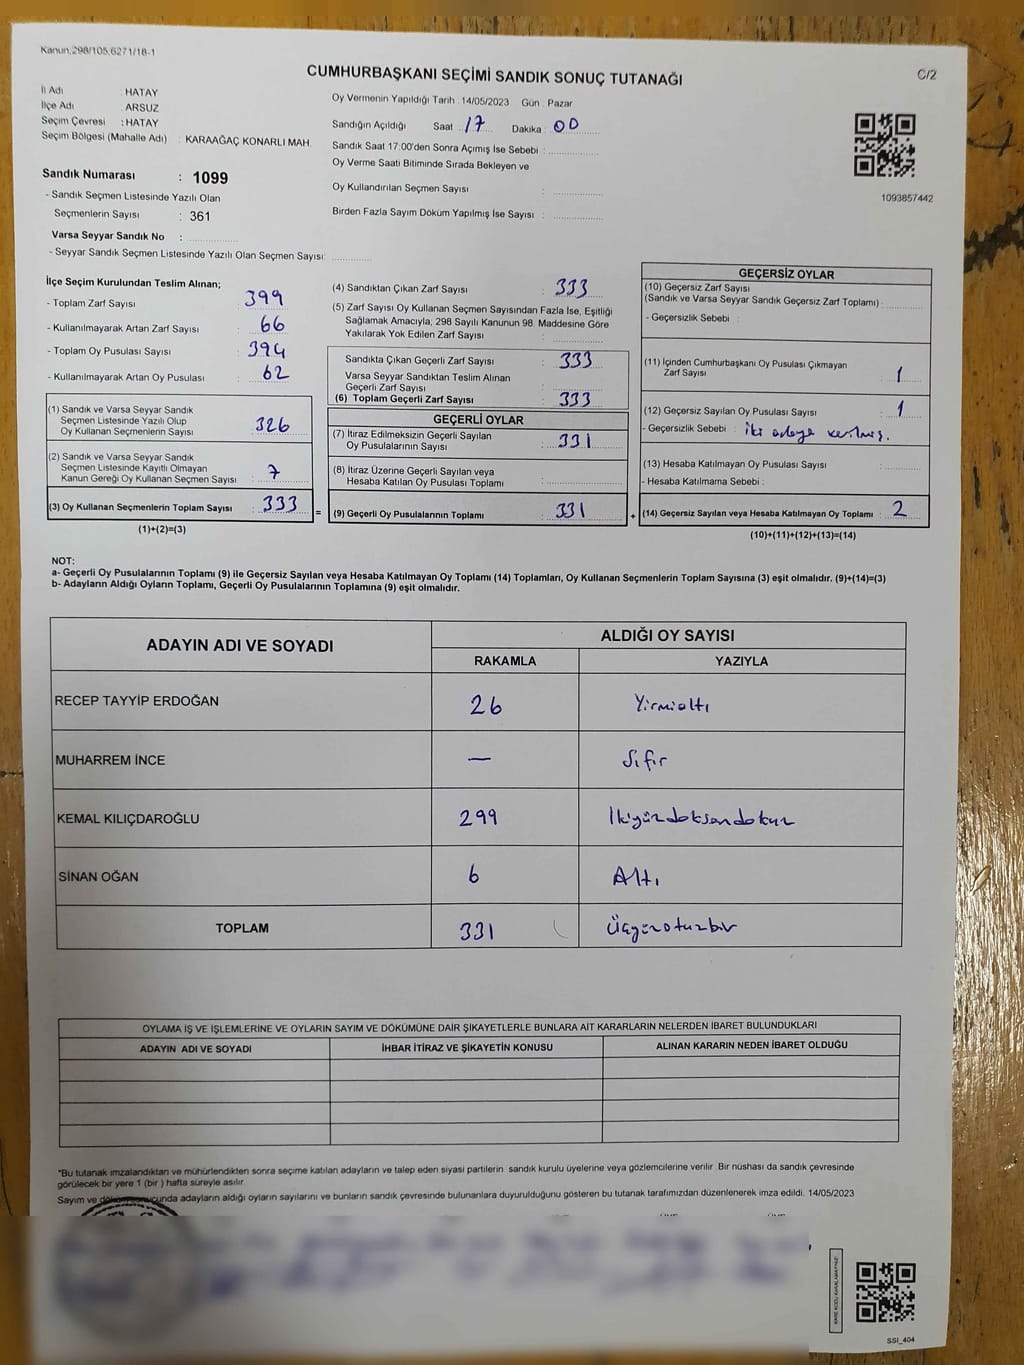 Kanun,298/105,6271/18-1
C/2
CUMHURBAŞKANI SEÇİMİ SANDIK SONUÇ TUTANAĞI
İl Adı : HATAY
İlçe Adı : ARSUZ
Seçim Çevresi : HATAY
Seçim Bölgesi (Mahalle Adı) : KARAAĞAÇ KONARLI MAH.
Sandık Numarası : 1099
- Sandık Seçmen Listesinde Yazılı Olan
Seçmenlerin Sayısı : 361
Varsa Seyyar Sandık No :
- Seyyar Sandık Seçmen Listesinde Yazılı Olan Seçmen Sayısı:
Oy Vermenin Yapıldığı Tarih : 14/05/2023 Gün : Pazar
Sandığın Açıldığı Saat : 17 Dakika : 00
Sandık Saat 17:00'den Sonra Açımış İse Sebebi :
Oy Verme Saati Bitiminde Sırada Bekleyen ve
Oy Kullandırılan Seçmen Sayısı :
Birden Fazla Sayım Döküm Yapılmış İse Sayısı :
1093857442
İlçe Seçim Kurulundan Teslim Alınan;
- Toplam Zarf Sayısı : 399
- Kullanılmayarak Artan Zarf Sayısı : 66
- Toplam Oy Pusulası Sayısı : 394
- Kullanılmayarak Artan Oy Pusulası : 62
(1) Sandık ve Varsa Seyyar Sandık
Seçmen Listesinde Yazılı Olup
Oy Kullanan Seçmenlerin Sayısı : 326
(2) Sandık ve Varsa Seyyar Sandık
Seçmen Listesinde Kayıtlı Olmayan
Kanun Gereği Oy Kullanan Seçmen Sayısı : 7
(3) Oy Kullanan Seçmenlerin Toplam Sayısı : 333 =
(1)+(2)=(3)
(4) Sandıktan Çıkan Zarf Sayısı : 333
(5) Zarf Sayısı Oy Kullanan Seçmen Sayısından Fazla İse, Eşitliği
Sağlamak Amacıyla; 298 Sayılı Kanunun 98. Maddesine Göre
Yakılarak Yok Edilen Zarf Sayısı :
Sandıkta Çıkan Geçerli Zarf Sayısı : 333
Varsa Seyyar Sandıktan Teslim Alınan
Geçerli Zarf Sayısı :
(6) Toplam Geçerli Zarf Sayısı : 333
GEÇERLİ OYLAR
(7) İtiraz Edilmeksizin Geçerli Sayılan
Oy Pusulalarının Sayısı : 331
(8) İtiraz Üzerine Geçerli Sayılan veya
Hesaba Katılan Oy Pusulası Toplamı :
(9) Geçerli Oy Pusulalarının Toplamı : 331 +
GEÇERSİZ OYLAR
(10) Geçersiz Zarf Sayısı
(Sandık ve Varsa Seyyar Sandık Geçersiz Zarf Toplamı) :
- Geçersizlik Sebebi :
(11) İçinden Cumhurbaşkanı Oy Pusulası Çıkmayan
Zarf Sayısı : 1
(12) Geçersiz Sayılan Oy Pusulası Sayısı : 1
- Geçersizlik Sebebi : iki adaya verilmiş.
(13) Hesaba Katılmayan Oy Pusulası Sayısı :
- Hesaba Katılmama Sebebi :
(14) Geçersiz Sayılan veya Hesaba Katılmayan Oy Toplamı : 2
(10)+(11)+(12)+(13)=(14)
NOT:
a- Geçerli Oy Pusulalarının Toplamı (9) ile Geçersiz Sayılan veya Hesaba Katılmayan Oy Toplamı (14) Toplamları, Oy Kullanan Seçmenlerin Toplam Sayısına (3) eşit olmalıdır. (9)+(14)=(3)
b- Adayların Aldığı Oyların Toplamı, Geçerli Oy Pusulalarının Toplamına (9) eşit olmalıdır.
ADAYIN ADI VE SOYADI
ALDIĞI OY SAYISI
RAKAMLA YAZIYLA
RECEP TAYYİP ERDOĞAN 26 Yirmialtı
MUHARREM İNCE — Sıfır
KEMAL KILIÇDAROĞLU 299 İkiyüzdoksandokuz
SİNAN OĞAN 6 Altı
TOPLAM 331 Üçyüzotuzbir
OYLAMA İŞ VE İŞLEMLERİNE VE OYLARIN SAYIM VE DÖKÜMÜNE DAİR ŞİKAYETLERLE BUNLARA AİT KARARLARIN NELERDEN İBARET BULUNDUKLARI
ADAYIN ADI VE SOYADI İHBAR İTİRAZ VE ŞİKAYETİN KONUSU ALINAN KARARIN NEDEN İBARET OLDUĞU
*Bu tutanak imzalandıktan ve mühürlendikten sonra seçime katılan adayların ve talep eden siyasi partilerin sandık kurulu üyelerine veya gözlemcilerine verilir. Bir nüshası da sandık çevresinde
görülecek bir yere 1 (bir ) hafta süreyle asılır.
Sayım ve adayların aldığı oyların sayılarını ve bunların sandık çevresinde bulunanlara duyurulduğunu gösteren bu tutanak tarafımızdan düzenlenerek imza edildi. 14/05/2023
SSİ_404